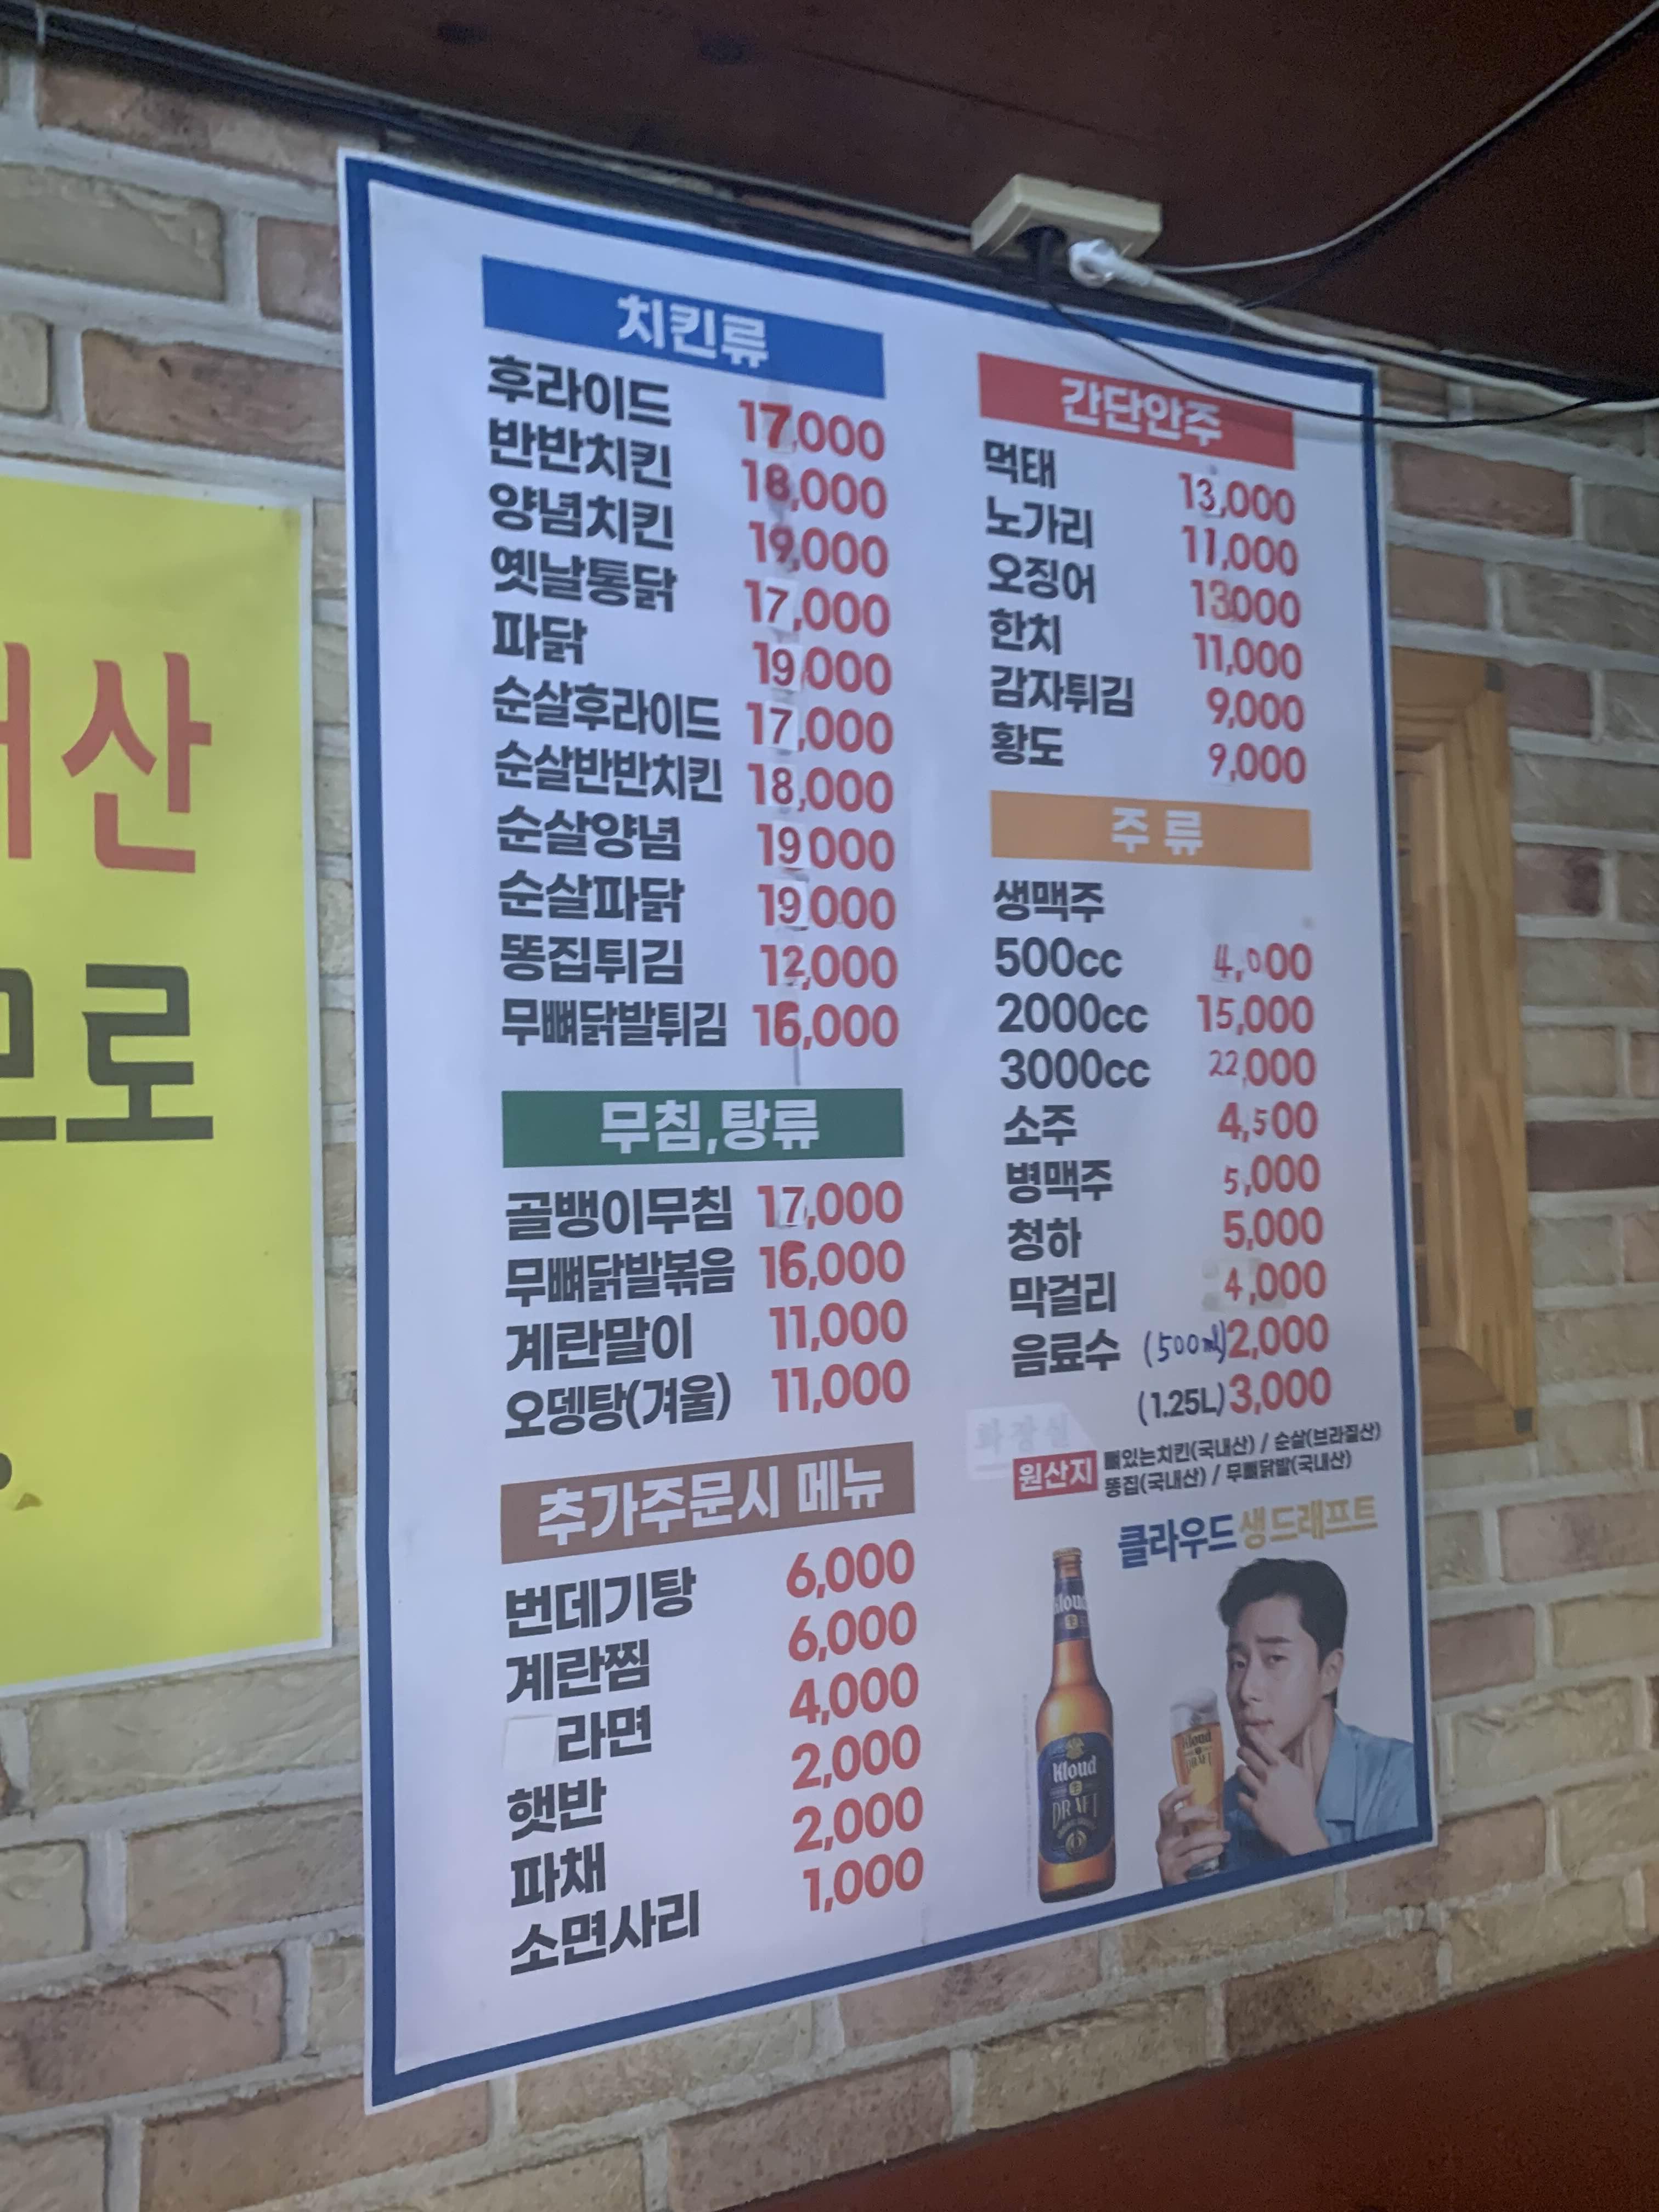 산
로
치킨류
후라이드 17,000
반반치킨 18,000
양념치킨 19,000
옛날통닭 17,000
파닭 19,000
순살후라이드 17,000
순살반반치킨 18,000
순살양념 19000
순살파닭 19000
똥집튀김 12,000
무뼈닭발튀김 16,000
무침,탕류
골뱅이무침 17,000
무뼈닭발볶음 16,000
계란말이 11,000
오뎅탕(겨울) 11,000
추가주문시 메뉴
번데기탕 6,000
계란찜 6,000
라면 4,000
햇반 2,000
파채 2,000
소면사리 1,000
간단안주
먹태 13,000
노가리 11,000
오징어 13000
한치 11,000
감자튀김 9,000
황도 9,000
주류
생맥주
500cc 4,000
2000cc 15,000
3000cc 22,000
소주 4,500
병맥주 5,000
청하 5,000
막걸리 4,000
음료수 (500ml) 2,000
(1.25L) 3,000
화장실
원산지 뼈있는치킨(국내산) / 순살(브라질산)
똥집(국내산) / 무뼈닭발(국내산)
클라우드 생드래프트
Kloud
Kloud
生
DRAFT
Kloud